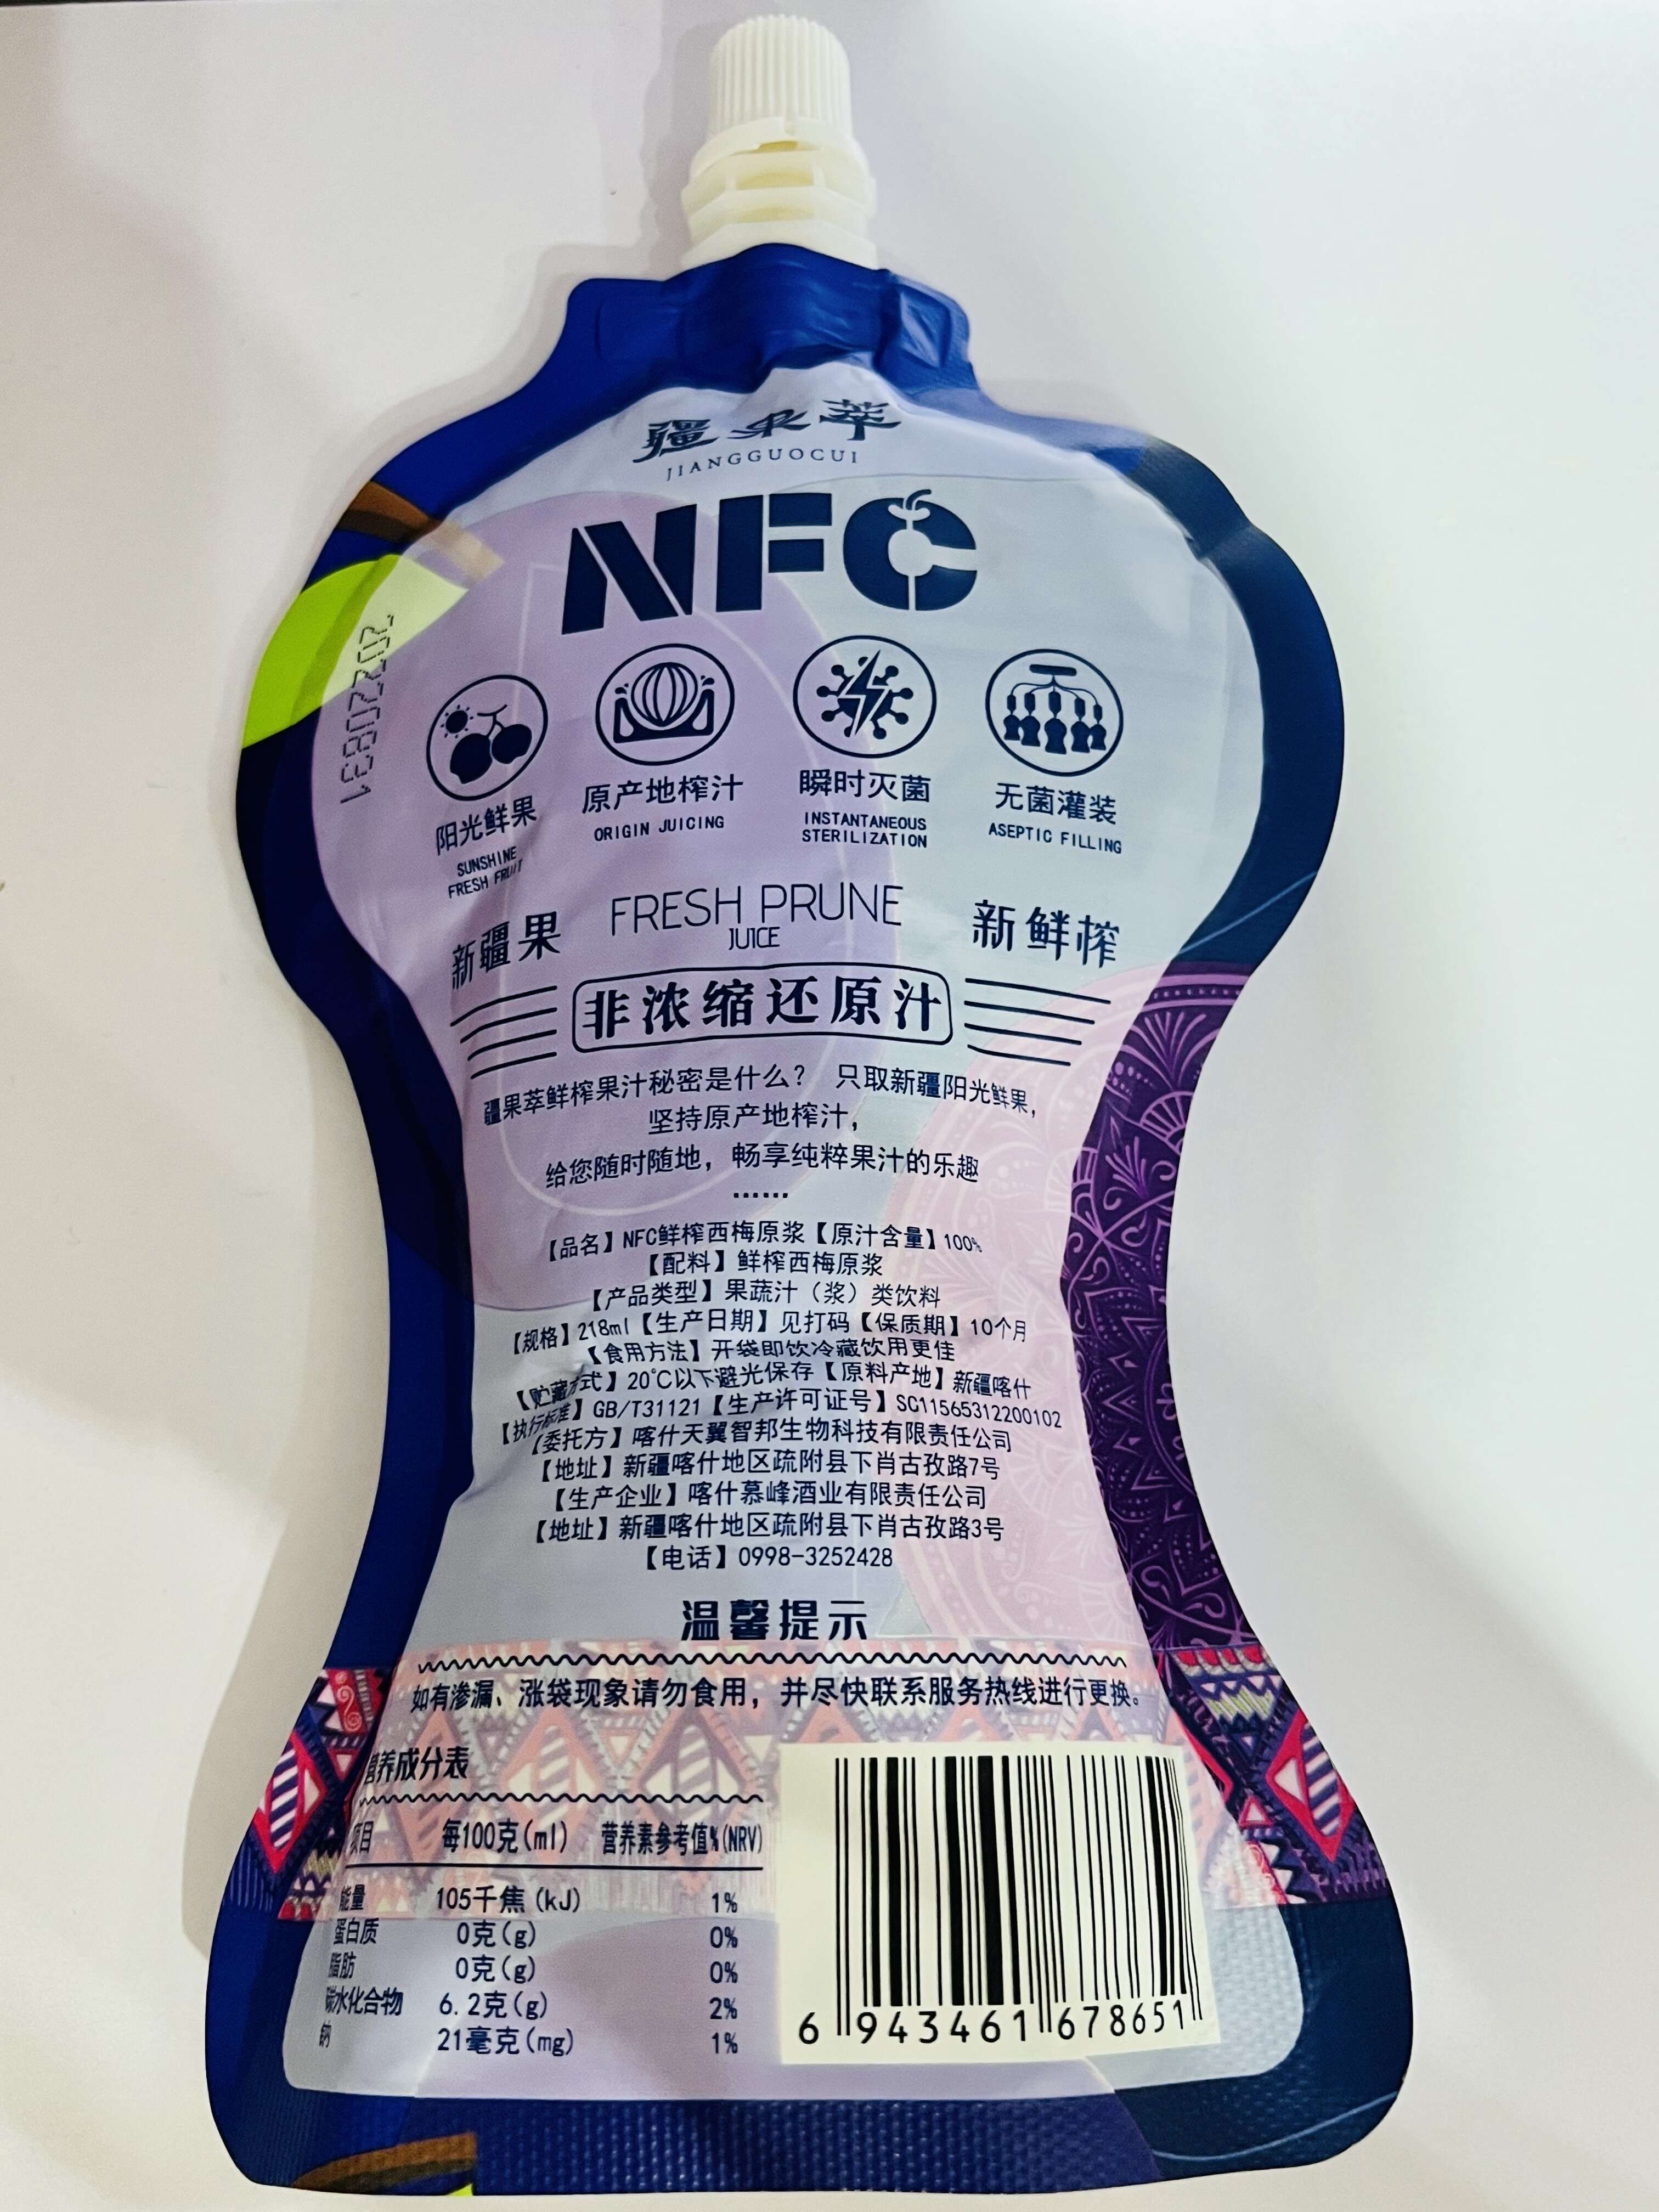 疆果萃
JIANGGUOCUI
NFC
20220831
阳光鲜果
SUNSHINE
FRESH FRUIT
原产地榨汁
ORIGIN JUICING
瞬时灭菌
INSTANTANEOUS
STERILIZATION
无菌灌装
ASEPTIC FILLING
新疆果
FRESH PRUNE
JUICE
新鲜榨
非浓缩还原汁
疆果萃鲜榨果汁秘密是什么? 只取新疆阳光鲜果,
坚持原产地榨汁,
给您随时随地,畅享纯粹果汁的乐趣
······
【品名】NFC鲜榨西梅原浆【原汁含量】100%
【配料】鲜榨西梅原浆
【产品类型】果蔬汁(浆)类饮料
【规格】218ml【生产日期】见打码【保质期】10个月
【食用方法】开袋即饮冷藏饮用更佳
【贮藏方式】20℃以下避光保存【原料产地】新疆喀什
【执行标准】GB/T31121【生产许可证号】SC11565312200102
【委托方】喀什天翼智邦生物科技有限责任公司
【地址】新疆喀什地区疏附县下肖古孜路7号
【生产企业】喀什慕峰酒业有限责任公司
【地址】新疆喀什地区疏附县下肖古孜路3号
【电话】0998-3252428
温馨提示
如有渗漏、涨袋现象请勿食用,并尽快联系服务热线进行更换。
营养成分表
项目 每100克(ml) 营养素参考值%(NRV)
能量 105千焦(kJ) 1%
蛋白质 0克(g) 0%
脂肪 0克(g) 0%
碳水化合物 6.2克(g) 2%
钠 21毫克(mg) 1%
6 943461 678651